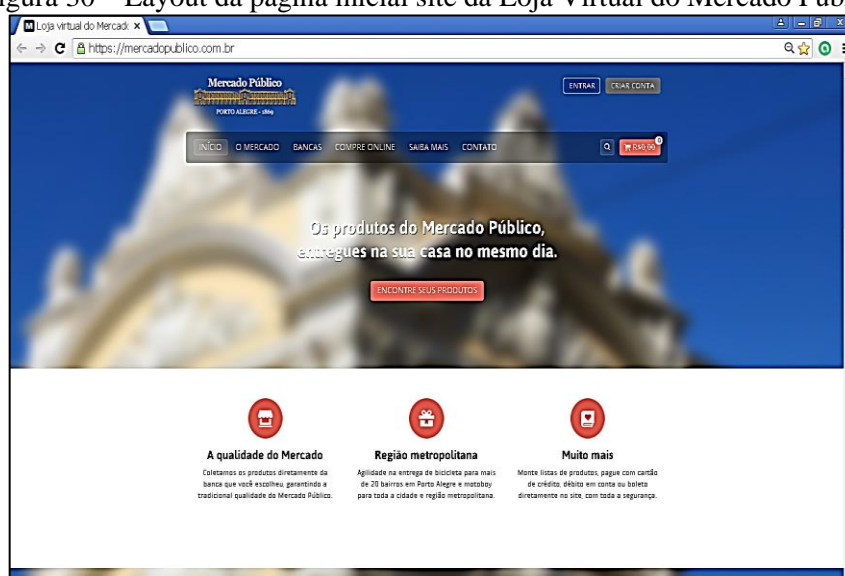 Figura 30 – Layout da página inicial site da Loja Virtual do Mercado Públ
Loja virtual do Mercado
https://mercadopublico.com.br
Mercado Público
PORTO ALEGRE - 1869
ENTRAR
CRIAR CONTA
INÍCIO O MERCADO BANCAS COMPRE ONLINE SAIBA MAIS CONTATO
R$0,00
0
Os produtos do Mercado Público,
entregues na sua casa no mesmo dia.
ENCONTRE SEUS PRODUTOS
A qualidade do Mercado
Coletamos os produtos diretamente da
banca que você escolheu, garantindo a
tradicional qualidade do Mercado Público.
Região metropolitana
Agilidade na entrega de bicicleta para mais
de 20 bairros em Porto Alegre e motoboy
para toda a cidade e região metropolitana.
Muito mais
Monte listas de produtos, pague com cartão
de crédito, débito em conta ou boleto
diretamente no site, com toda a segurança.